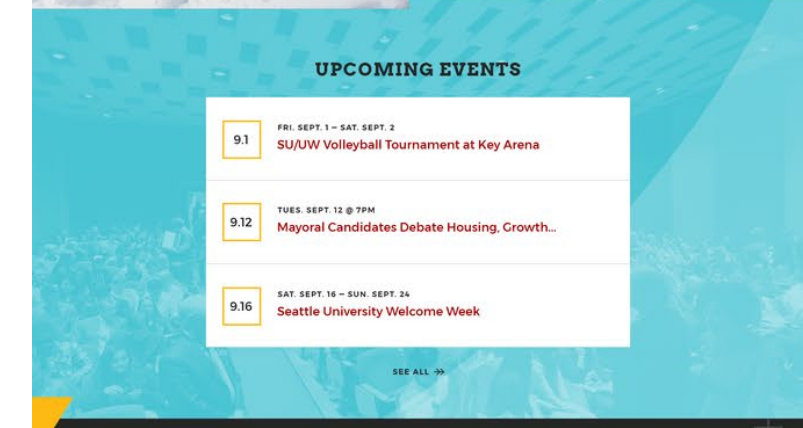 UPCOMING EVENTS
9.1
FRI. SEPT. 1 – SAT. SEPT. 2
SU/UW Volleyball Tournament at Key Arena
9.12
TUES. SEPT. 12 @ 7PM
Mayoral Candidates Debate Housing, Growth...
9.16
SAT. SEPT. 16 – SUN. SEPT. 24
Seattle University Welcome Week
SEE ALL